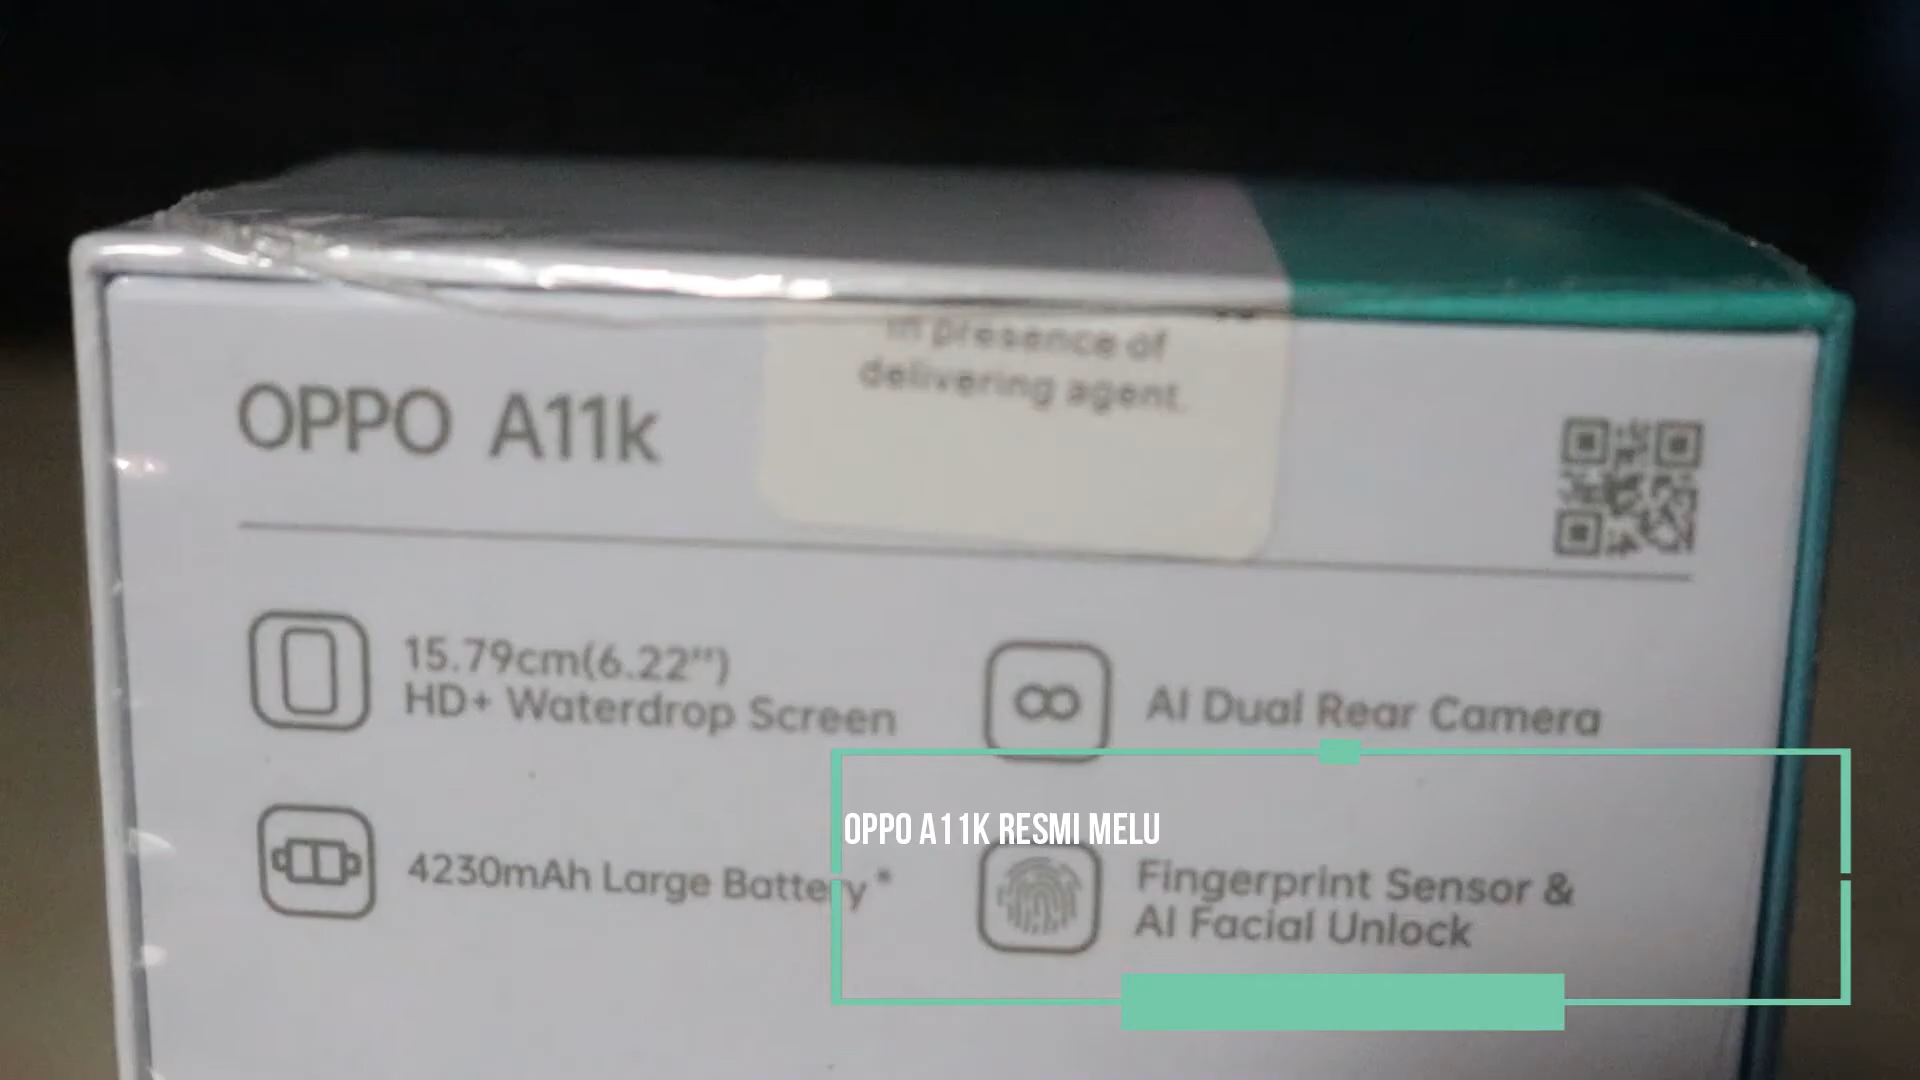 in presence of
delivering agent.
OPPO A11k
15.79cm(6.22")
HD+ Waterdrop Screen
AI Dual Rear Camera
OPPO A11K RESMI MELU
4230mAh Large Battery*
Fingerprint Sensor &
AI Facial Unlock